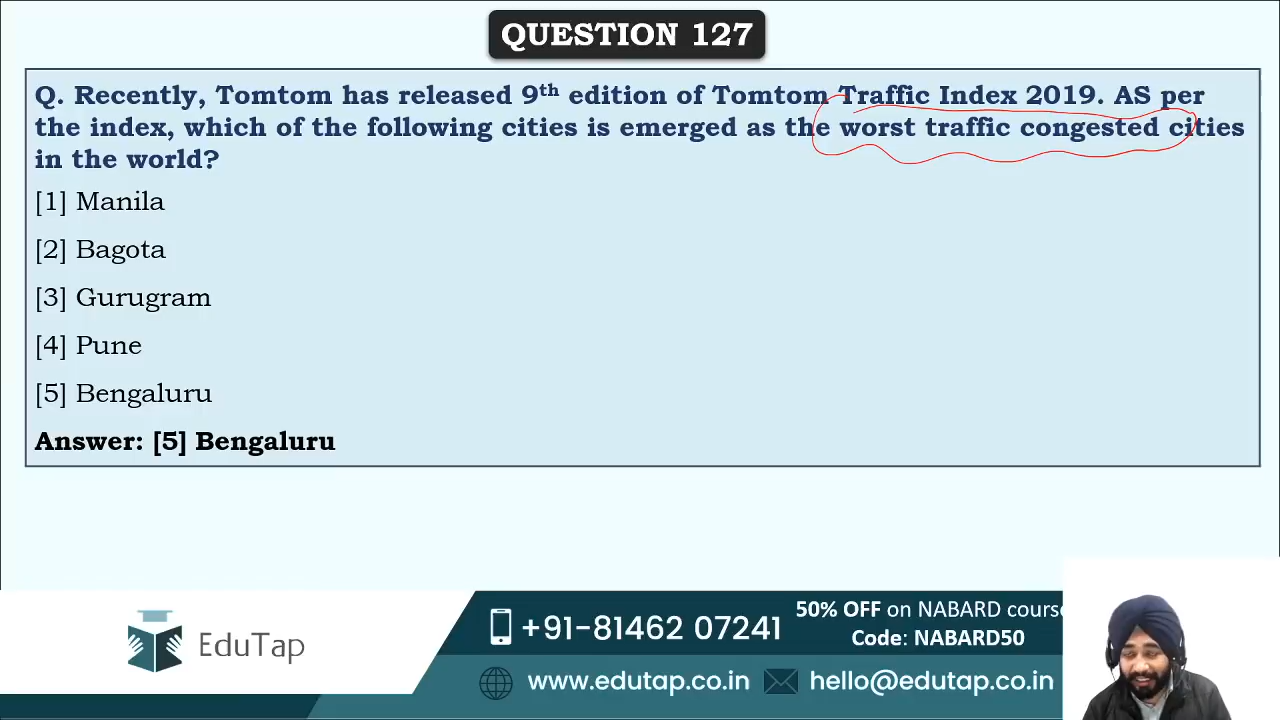 QUESTION 127
Q. Recently, Tomtom has released 9th edition of Tomtom Traffic Index 2019. AS per
the index, which of the following cities is emerged as the worst traffic congested cities
in the world?
[1] Manila
[2] Bagota
[3] Gurugram
[4] Pune
[5] Bengaluru
Answer: [5] Bengaluru
EduTap
+91-81462 07241
50% OFF on NABARD course
Code: NABARD50
www.edutap.co.in
hello@edutap.co.in